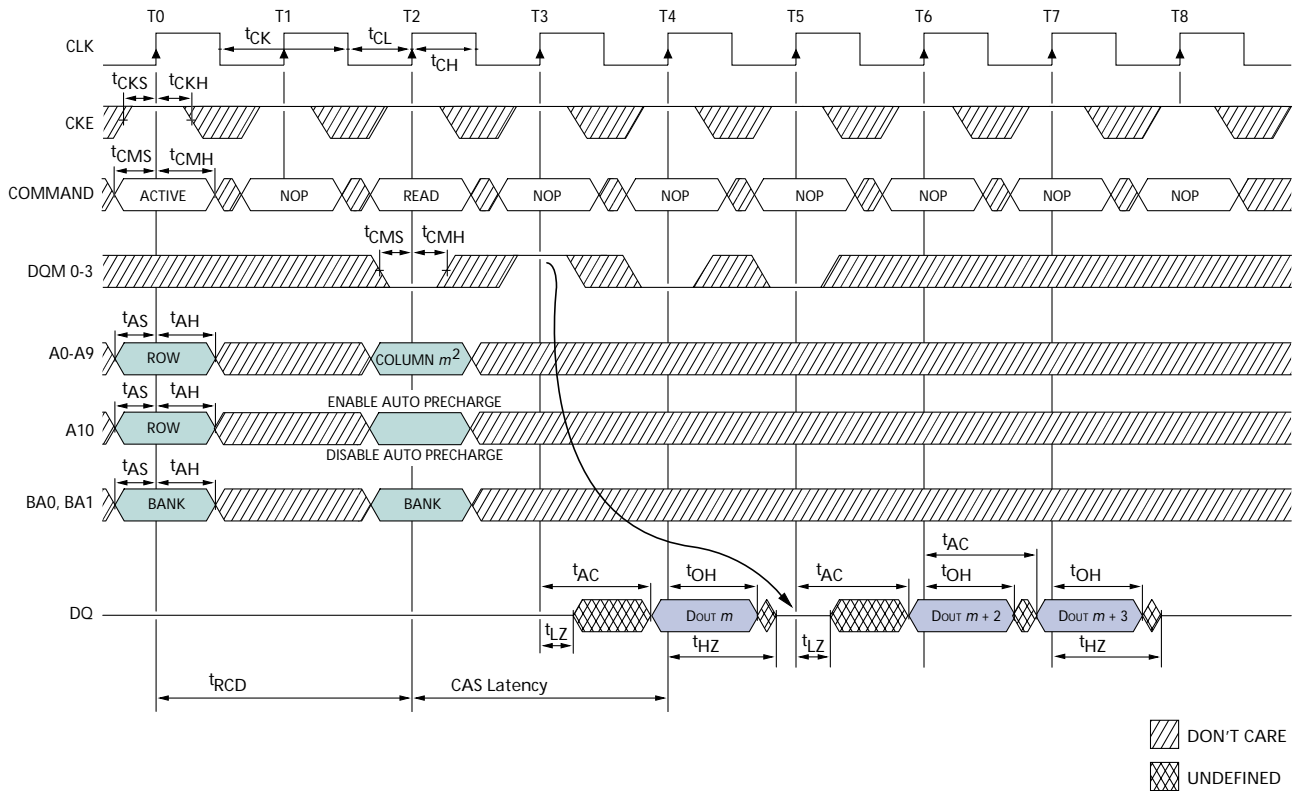 T0 T1 T2 T3 T4 T5 T6 T7 T8
CLK tCK tCL tCH
tCKS tCKH
CKE
tCMS tCMH
COMMAND ACTIVE NOP READ NOP NOP NOP NOP NOP NOP
tCMS tCMH
DQM 0-3
tAS tAH
A0-A9 ROW COLUMN m2
tAS tAH ENABLE AUTO PRECHARGE
A10 ROW
DISABLE AUTO PRECHARGE
tAS tAH
BA0, BA1 BANK BANK
tAC
tAC tOH tAC tOH tOH
DQ DOUT m DOUT m + 2 DOUT m + 3
tLZ tHZ tLZ tHZ
tRCD CAS Latency
DON'T CARE
UNDEFINED